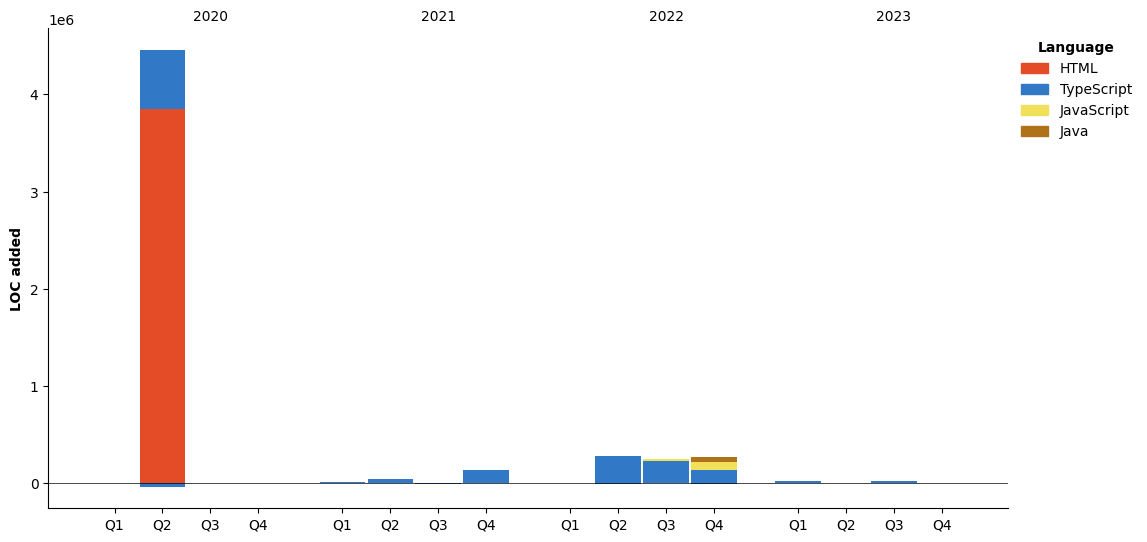 2020 2021 2022 2023
1e6
Language
HTML
TypeScript
JavaScript
Java
LOC added
4
3
2
1
0
Q1 Q2 Q3 Q4 Q1 Q2 Q3 Q4 Q1 Q2 Q3 Q4 Q1 Q2 Q3 Q4